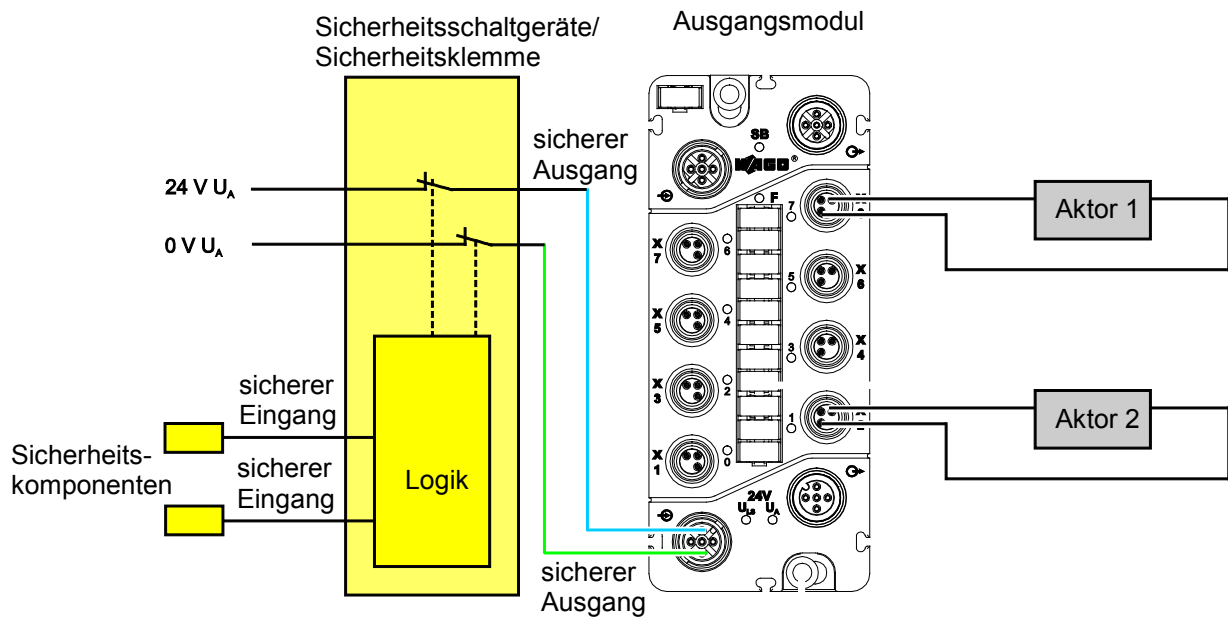 Sicherheitsschaltgeräte/
Sicherheitsklemme
Ausgangsmodul
sicherer
Ausgang
24 V UA
0 V UA
SB
WAGO®
F
7
X
7
6
5
X
6
X
5
4
3
X
4
X
3
2
1
X
1
0
24V
ULS UA
Aktor 1
Aktor 2
sicherer
Eingang
Sicherheits-
komponenten
sicherer
Eingang
Logik
sicherer
Ausgang